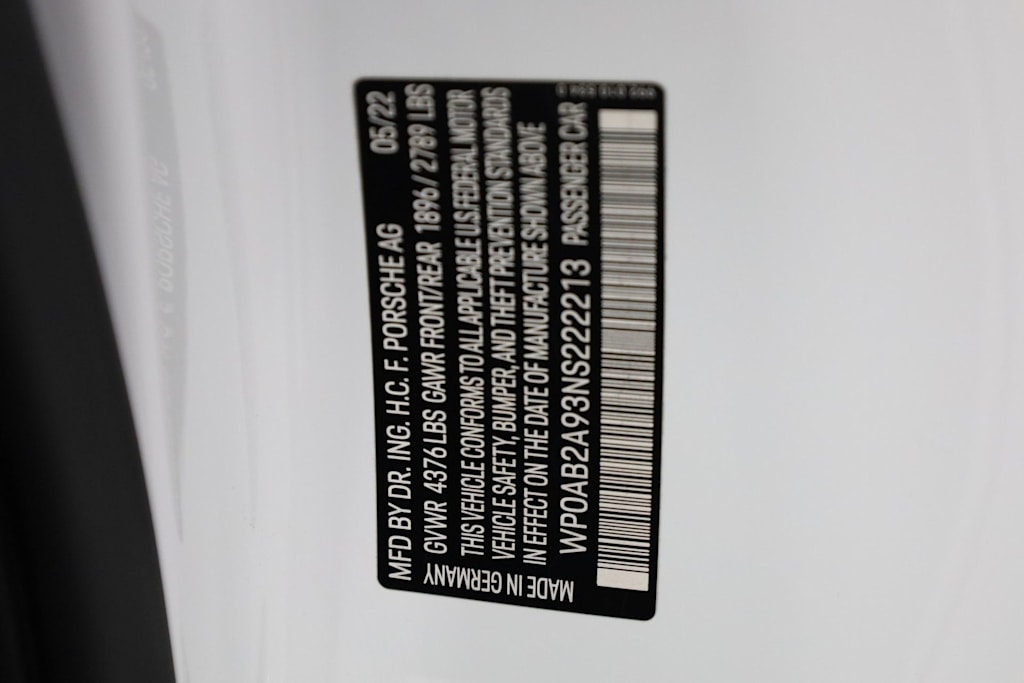 MFD BY DR. ING. H.C. F. PORSCHE AG 05/22
GVWR 4376 LBS GAWR FRONT/REAR 1896/2789 LBS
THIS VEHICLE CONFORMS TO ALL APPLICABLE U.S. FEDERAL MOTOR
VEHICLE SAFETY, BUMPER, AND THEFT PREVENTION STANDARDS
IN EFFECT ON THE DATE OF MANUFACTURE SHOWN ABOVE
WP0AB2A93NS222213 PASSENGER CAR
MADE IN GERMANY